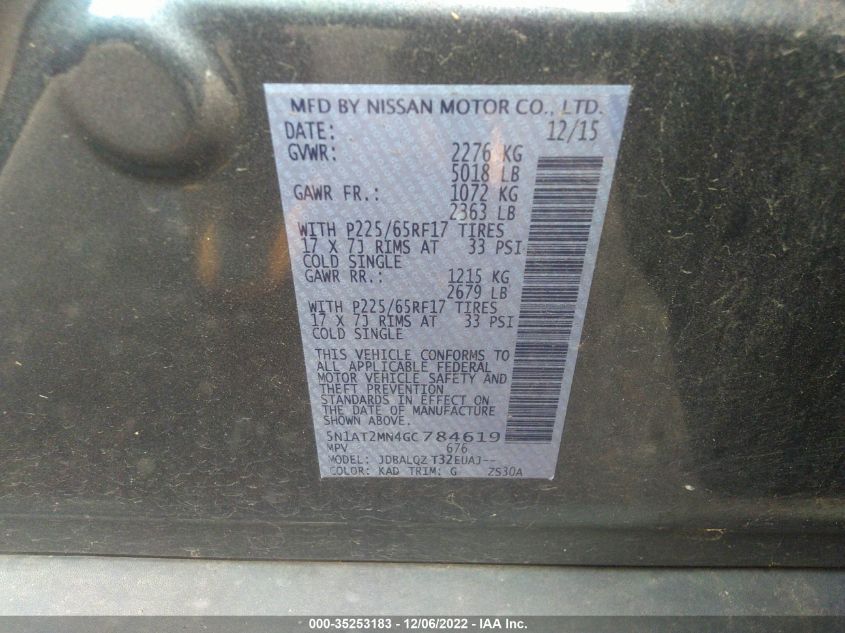 MFD BY NISSAN MOTOR CO., LTD.
DATE: 12/15
GVWR: 2276 KG
5018 LB
GAWR FR.: 1072 KG
2363 LB
WITH P225/65RF17 TIRES
17 X 7J RIMS AT 33 PSI
COLD SINGLE
GAWR RR.: 1215 KG
2679 LB
WITH P225/65RF17 TIRES
17 X 7J RIMS AT 33 PSI
COLD SINGLE
THIS VEHICLE CONFORMS TO
ALL APPLICABLE FEDERAL
MOTOR VEHICLE SAFETY AND
THEFT PREVENTION
STANDARDS IN EFFECT ON
THE DATE OF MANUFACTURE
SHOWN ABOVE.
5N1AT2MN4GC784619
MPV 676
MODEL: JDBALQZ T32EUAJ--
COLOR: KAD TRIM: G ZS30A
000-35253183 - 12/06/2022 - IAA Inc.